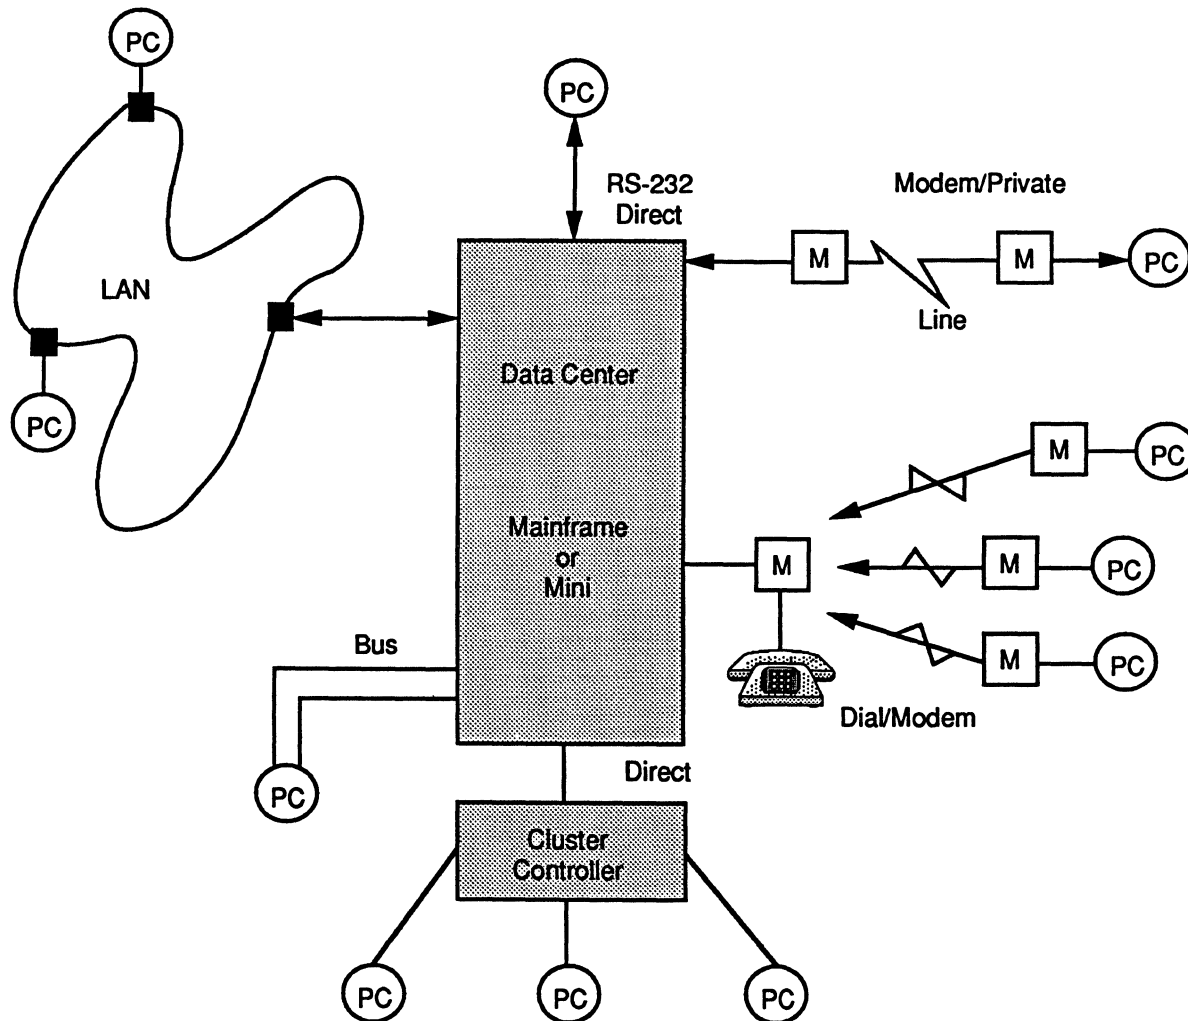 PC
PC
RS-232
Direct
Modem/Private
M
M
PC
Line
LAN
Data Center
PC
M
PC
Mainframe
or
Mini
M
M
PC
M
PC
Bus
Dial/Modem
PC
Direct
Cluster
Controller
PC
PC
PC